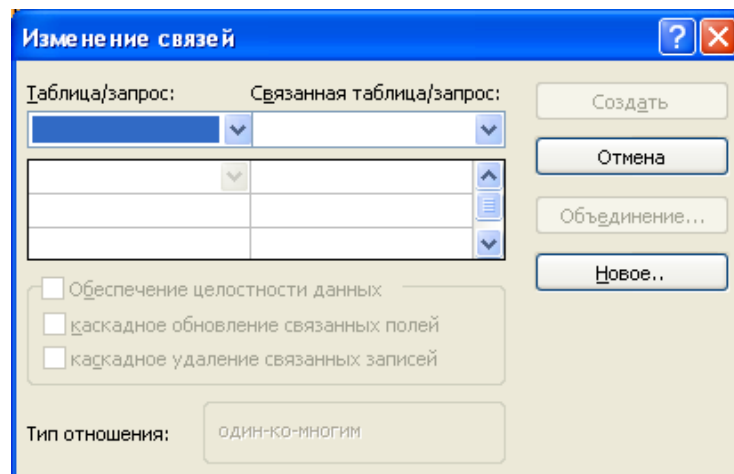 Изменение связей
Таблица/запрос: Связанная таблица/запрос:
Создать
Отмена
Объединение...
Новое..
Обеспечение целостности данных
каскадное обновление связанных полей
каскадное удаление связанных записей
Тип отношения: один-ко-многим